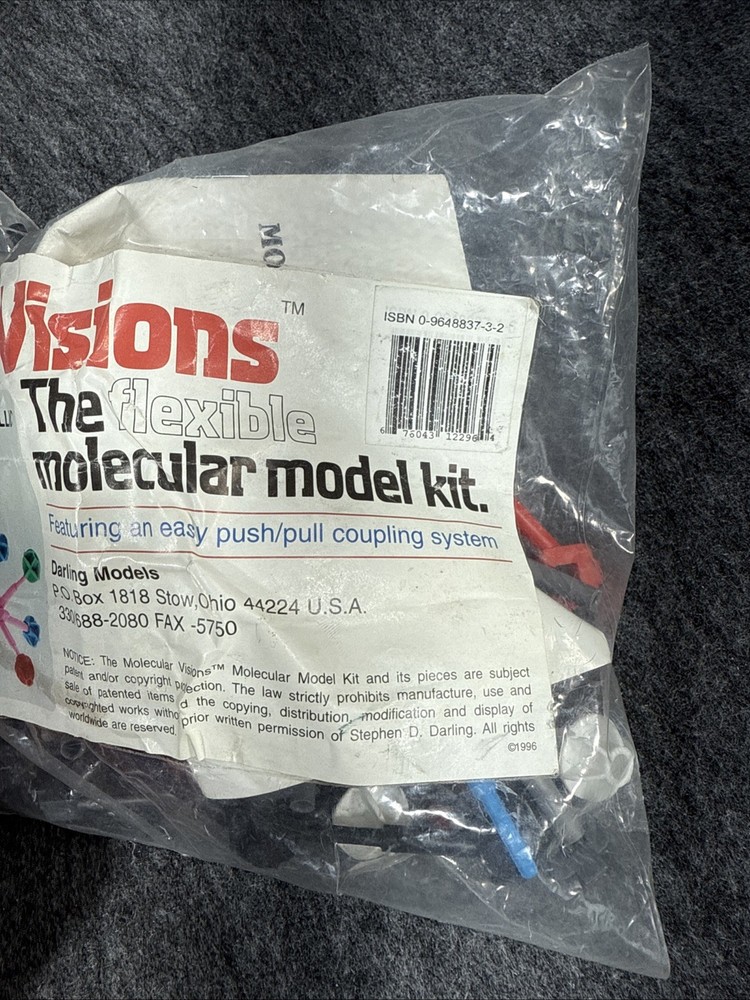 MO
Visions™
The flexible
molecular model kit.
Featuring an easy push/pull coupling system
ISBN 0-9648837-3-2
6 76043 12296 4
Darling Models
P.O.Box 1818 Stow,Ohio 44224 U.S.A.
330 688-2080 FAX -5750
NOTICE: The Molecular Visions™ Molecular Model Kit and its pieces are subject
patent and/or copyright protection. The law strictly prohibits manufacture, use and
sale of patented items the copying, distribution, modification and display of
copyrighted works without prior written permission of Stephen D. Darling. All rights
worldwide are reserved.
©1996